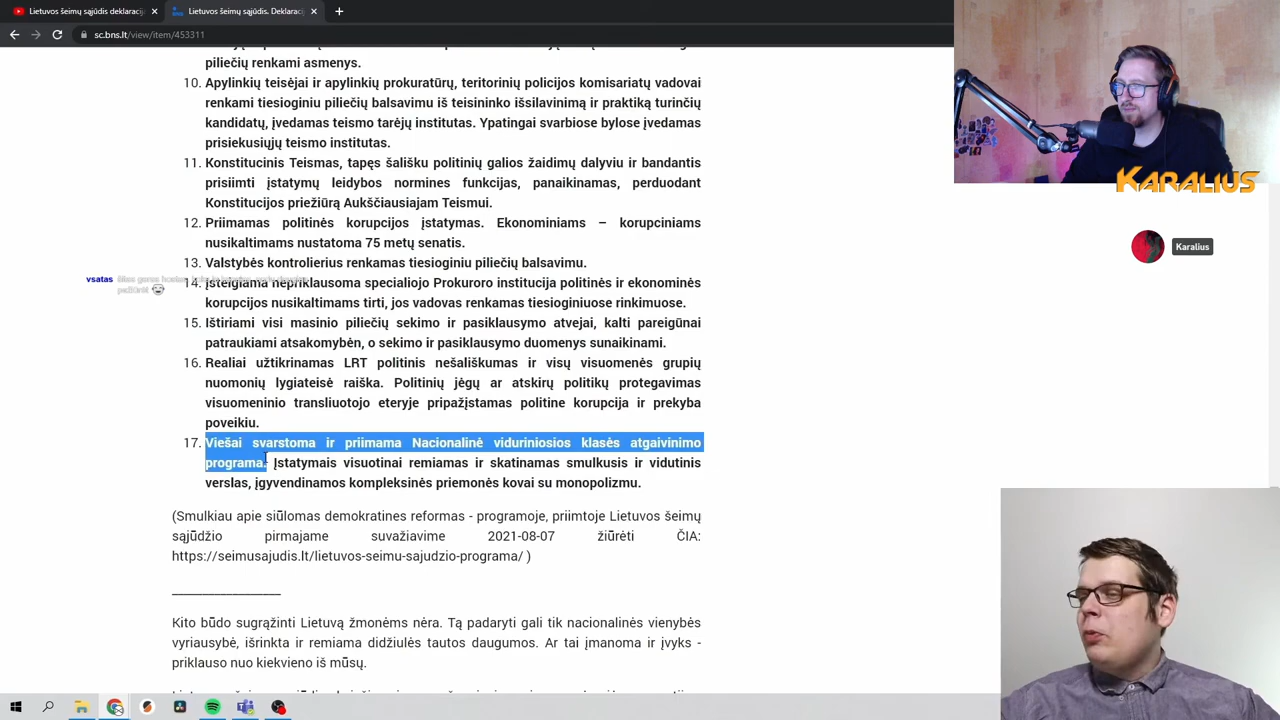 Lietuvos šeimų sąjūdis deklaracij
Lietuvos šeimų sąjūdis. Deklarac
sc.bns.lt/view/item/453311
piliečių renkami asmenys.
10. Apylinkių teisėjai ir apylinkių prokuratūrų, teritorinių policijos komisariatų vadovai
renkami tiesioginiu piliečių balsavimu iš teisininko išsilavinimą ir praktiką turinčių
kandidatų, įvedamas teismo tarėjų institutas. Ypatingai svarbiose bylose įvedamas
prisiekusiųjų teismo institutas.
11. Konstitucinis Teismas, tapęs šališku politinių galios žaidimų dalyviu ir bandantis
prisiimti įstatymų leidybos normines funkcijas, panaikinamas, perduodant
Konstitucijos priežiūrą Aukščiausiajam Teismui.
12. Priimamas politinės korupcijos įstatymas. Ekonominiams – korupciniams
nusikaltimams nustatoma 75 metų senatis.
13. Valstybės kontrolierius renkamas tiesioginiu piliečių balsavimu.
vsatas
14. Įsteigiama nepriklausoma specialiojo Prokuroro institucija politinės ir ekonominės
korupcijos nusikaltimams tirti, jos vadovas renkamas tiesioginiuose rinkimuose.
15. Ištiriami visi masinio piliečių sekimo ir pasiklausymo atvejai, kalti pareigūnai
patraukiami atsakomybėn, o sekimo ir pasiklausymo duomenys sunaikinami.
16. Realiai užtikrinamas LRT politinis nešališkumas ir visų visuomenės grupių
nuomonių lygiateisė raiška. Politinių jėgų ar atskirų politikų protegavimas
visuomeninio transliuotojo eteryje pripažįstamas politine korupcija ir prekyba
poveikiu.
17. Viešai svarstoma ir priimama Nacionalinė viduriniosios klasės atgaivinimo
programa. Įstatymais visuotinai remiamas ir skatinamas smulkusis ir vidutinis
verslas, įgyvendinamos kompleksinės priemonės kovai su monopolizmu.
(Smulkiau apie siūlomas demokratines reformas - programoje, priimtoje Lietuvos šeimų
sąjūdžio pirmajame suvažiavime 2021-08-07 žiūrėti ČIA:
https://seimusajudis.lt/lietuvos-seimu-sajudzio-programa/ )
__________________
Kito būdo sugrąžinti Lietuvą žmonėms nėra. Tą padaryti gali tik nacionalinės vienybės
vyriausybė, išrinkta ir remiama didžiulės tautos daugumos. Ar tai įmanoma ir įvyks -
priklauso nuo kiekvieno iš mūsų.
KARALIUS
Karalius